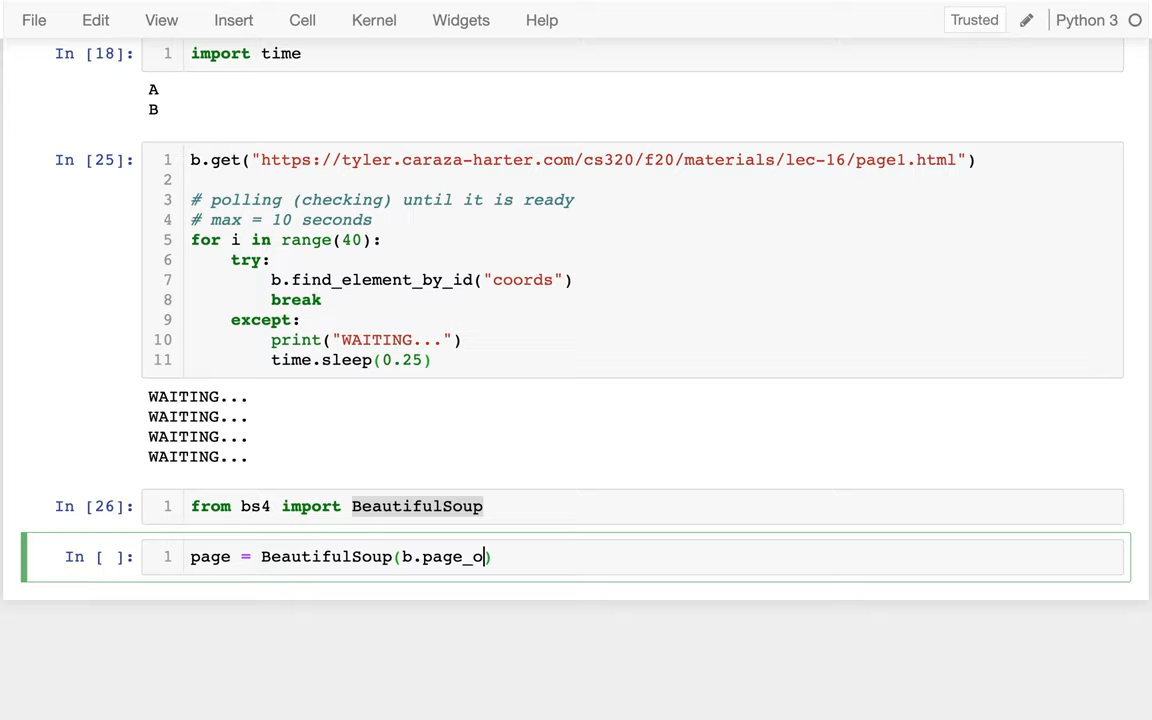 File Edit View Insert Cell Kernel Widgets Help Trusted Python 3
In [18]: 1 import time
A
B
In [25]: 1 b.get("https://tyler.caraza-harter.com/cs320/f20/materials/lec-16/page1.html")
2
3 # polling (checking) until it is ready
4 # max = 10 seconds
5 for i in range(40):
6 try:
7 b.find_element_by_id("coords")
8 break
9 except:
10 print("WAITING...")
11 time.sleep(0.25)
WAITING...
WAITING...
WAITING...
WAITING...
In [26]: 1 from bs4 import BeautifulSoup
In [ ]: 1 page = BeautifulSoup(b.page_o)